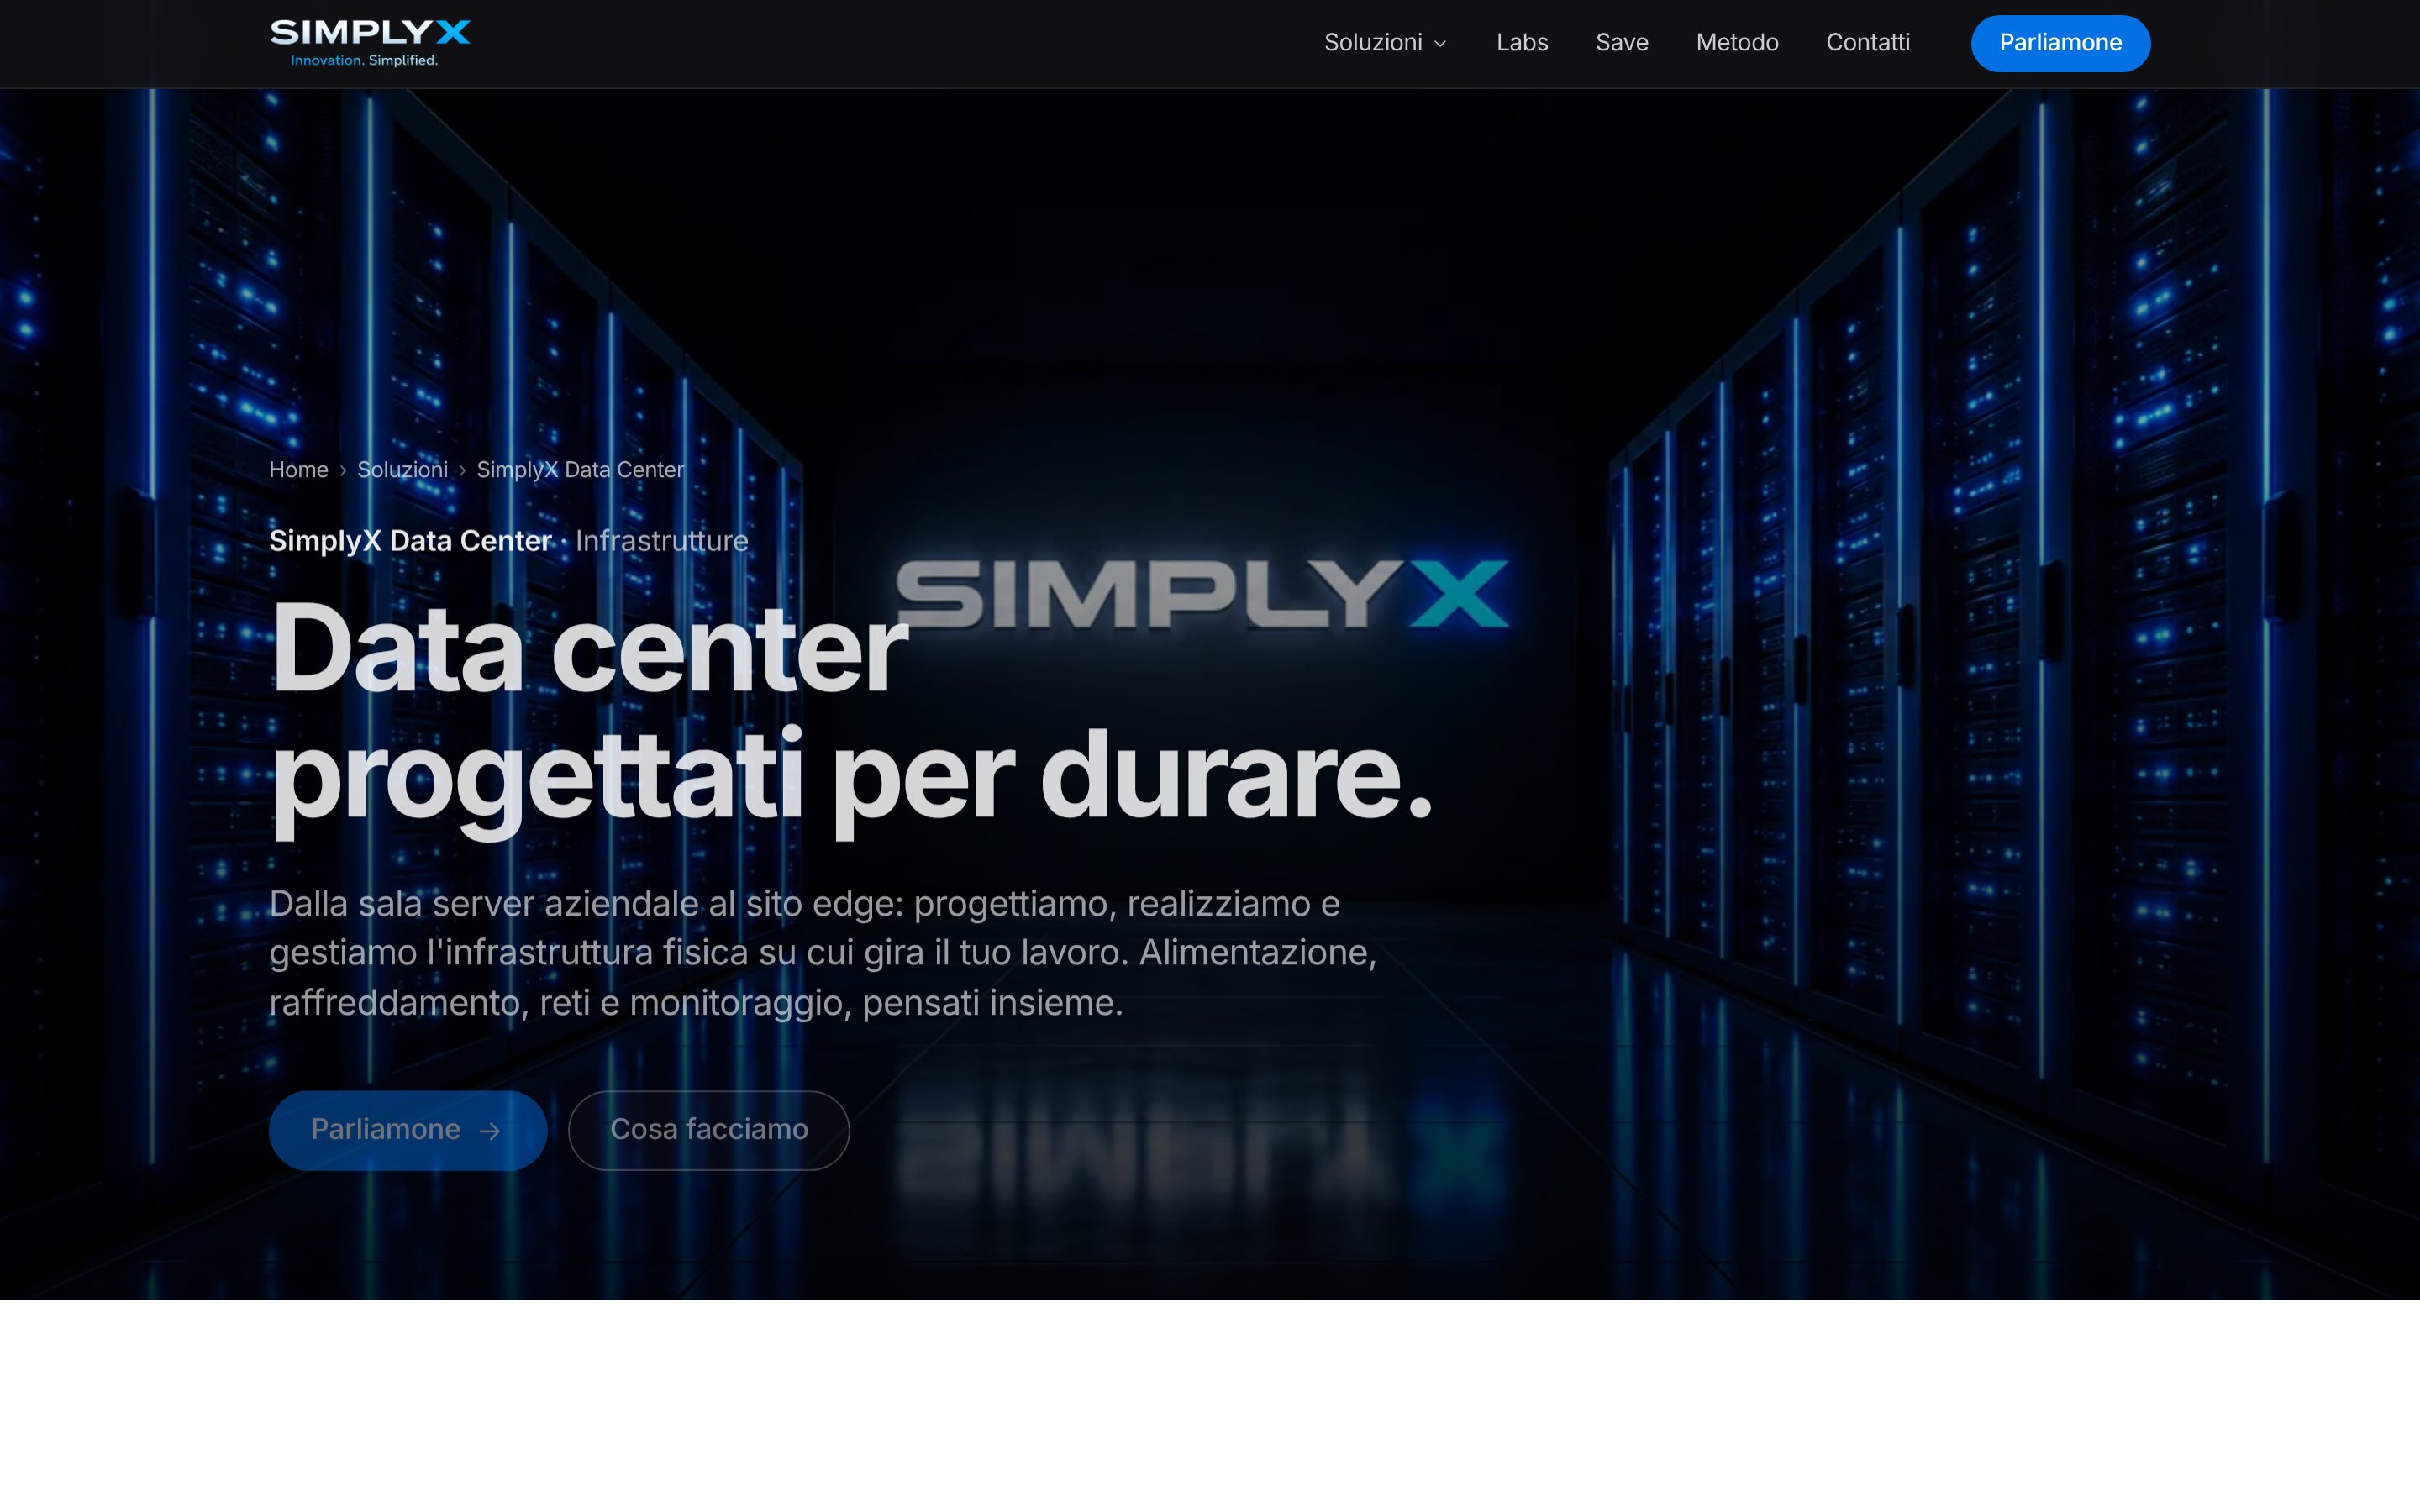 SIMPLYX
Innovation. Simplified.
Soluzioni
Labs
Save
Metodo
Contatti
Parliamone
Home › Soluzioni › SimplyX Data Center
SimplyX Data Center · Infrastrutture
SIMPLYX
Data center
progettati per durare.
Dalla sala server aziendale al sito edge: progettiamo, realizziamo e
gestiamo l'infrastruttura fisica su cui gira il tuo lavoro. Alimentazione,
raffreddamento, reti e monitoraggio, pensati insieme.
Parliamone →
Cosa facciamo